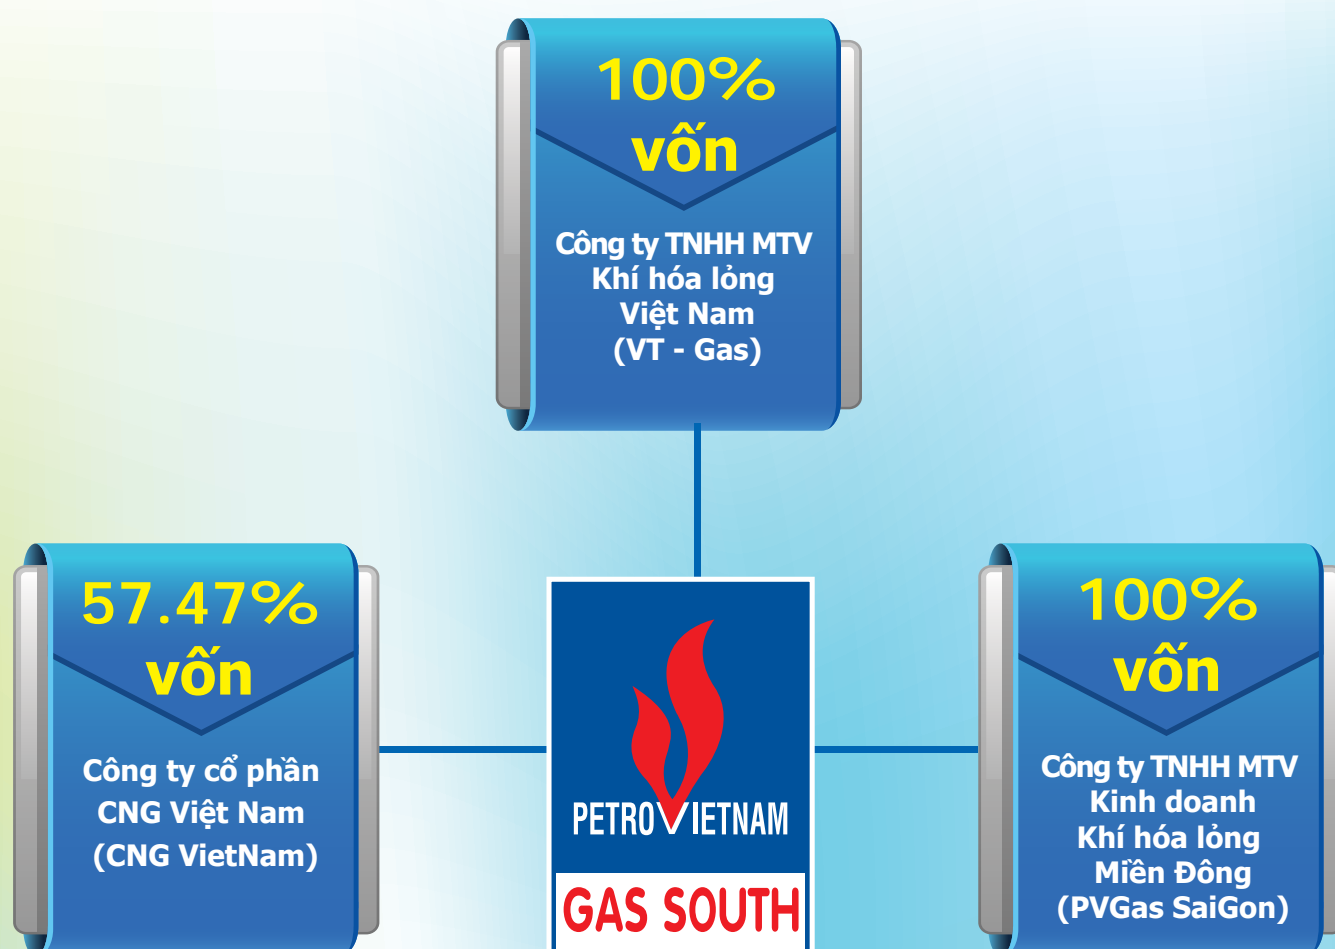 100%
vốn
Công ty TNHH MTV
Khí hóa lỏng
Việt Nam
(VT - Gas)
57.47%
vốn
Công ty cổ phần
CNG Việt Nam
(CNG VietNam)
PETROVIETNAM
GAS SOUTH
100%
vốn
Công ty TNHH MTV
Kinh doanh
Khí hóa lỏng
Miền Đông
(PVGas SaiGon)